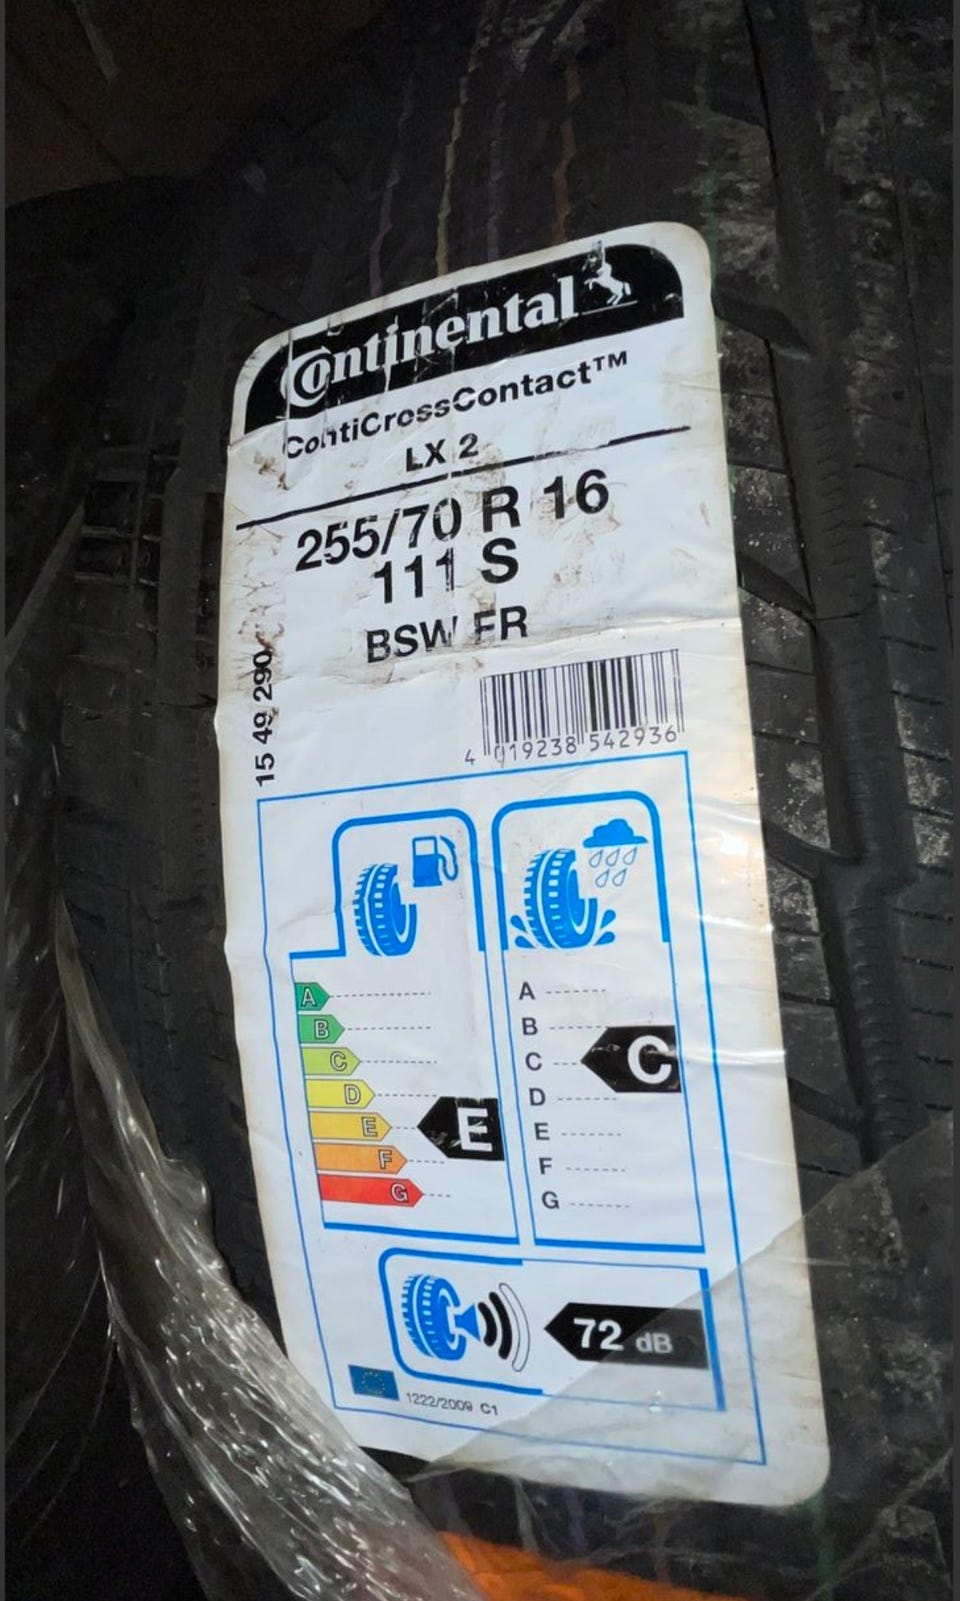 Continental
ContiCrossContact™
LX 2
255/70 R 16
111 S
BSW FR
15 49 290
4 019238 542936
A
B
C
D
E
F
G
E
A
B
C
D
E
F
G
C
72 dB
1222/2009 C1